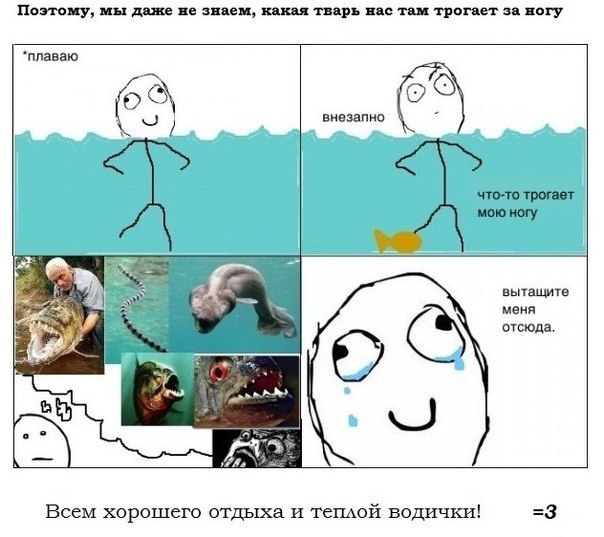 Поэтому, мы даже не знаем, какая тварь нас там трогает за ногу
*плаваю
внезапно
что-то трогает
мою ногу
вытащите
меня
отсюда.
Всем хорошего отдыха и теплой водички! =3